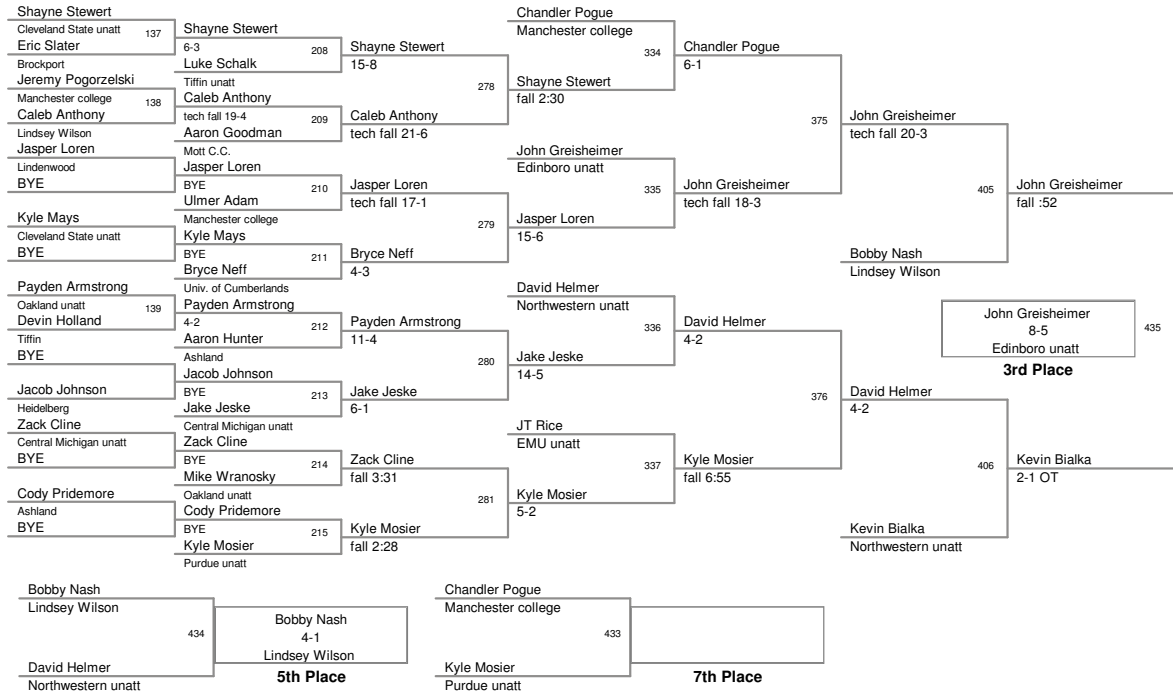 Shayne Stewert
Cleveland State unatt
137
Eric Slater
Brockport
Jeremy Pogorzelski
Manchester college
138
Caleb Anthony
Lindsey Wilson
Jasper Loren
Lindenwood
BYE
Kyle Mays
Cleveland State unatt
BYE
Payden Armstrong
Oakland unatt
139
Devin Holland
Tiffin
BYE
Jacob Johnson
Heidelberg
Zack Cline
Central Michigan unatt
BYE
Cody Pridemore
Ashland
BYE
Shayne Stewert
6-3
208
Luke Schalk
Tiffin unatt
Caleb Anthony
tech fall 19-4
209
Aaron Goodman
Mott C.C.
Jasper Loren
BYE
210
Ulmer Adam
Manchester college
Kyle Mays
BYE
211
Bryce Neff
Univ. of Cumberlands
Payden Armstrong
4-2
212
Aaron Hunter
Ashland
Jacob Johnson
BYE
213
Jake Jeske
Central Michigan unatt
Zack Cline
BYE
214
Mike Wranosky
Oakland unatt
Cody Pridemore
BYE
215
Kyle Mosier
Purdue unatt
Shayne Stewert
15-8
278
Caleb Anthony
tech fall 21-6
Jasper Loren
tech fall 17-1
279
Bryce Neff
4-3
Payden Armstrong
11-4
280
Jake Jeske
6-1
Zack Cline
fall 3:31
281
Kyle Mosier
fall 2:28
Chandler Pogue
Manchester college
334
Shayne Stewert
fall 2:30
John Greisheimer
Edinboro unatt
335
Jasper Loren
15-6
David Helmer
Northwestern unatt
336
Jake Jeske
14-5
JT Rice
EMU unatt
337
Kyle Mosier
5-2
Chandler Pogue
6-1
375
John Greisheimer
tech fall 18-3
David Helmer
4-2
376
Kyle Mosier
fall 6:55
John Greisheimer
tech fall 20-3
405
Bobby Nash
Lindsey Wilson
David Helmer
4-2
406
Kevin Bialka
Northwestern unatt
John Greisheimer
fall :52
John Greisheimer
8-5
435
Edinboro unatt
3rd Place
Kevin Bialka
2-1 OT
Bobby Nash
Lindsey Wilson
434
David Helmer
Northwestern unatt
Bobby Nash
4-1
Lindsey Wilson
5th Place
Chandler Pogue
Manchester college
433
Kyle Mosier
Purdue unatt
7th Place